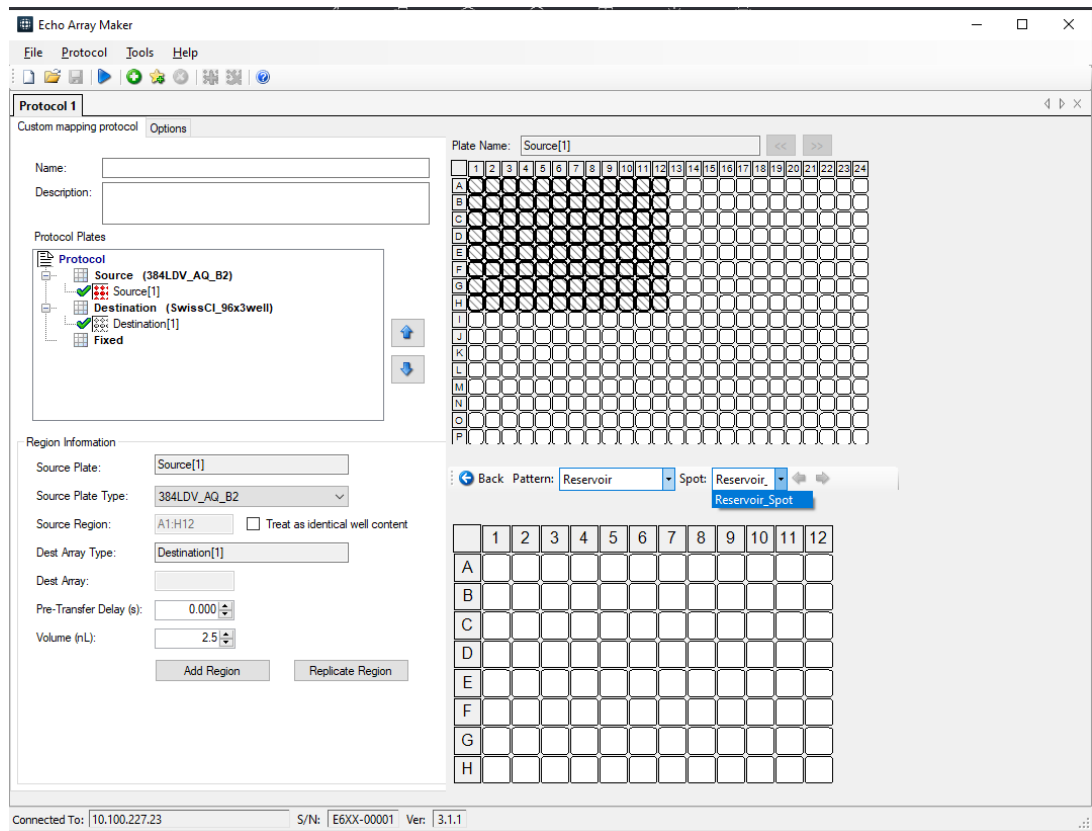 Echo Array Maker
File Protocol Tools Help
Protocol 1
Custom mapping protocol Options
Name:
Description:
Protocol Plates
Protocol
Source (384LDV_AQ_B2)
Source[1]
Destination (SwissCI_96x3well)
Destination[1]
Fixed
Region Information
Source Plate: Source[1]
Source Plate Type: 384LDV_AQ_B2
Source Region: A1:H12 Treat as identical well content
Dest Array Type: Destination[1]
Dest Array:
Pre-Transfer Delay (s): 0.000
Volume (nL): 2.5
Add Region Replicate Region
Plate Name: Source[1] << >>
1 2 3 4 5 6 7 8 9 10 11 12 13 14 15 16 17 18 19 20 21 22 23 24
A
B
C
D
E
F
G
H
I
J
K
L
M
N
O
P
Back Pattern: Reservoir Spot: Reservoir_
Reservoir_Spot
1 2 3 4 5 6 7 8 9 10 11 12
A
B
C
D
E
F
G
H
Connected To: 10.100.227.23 S/N: E6XX-00001 Ver: 3.1.1